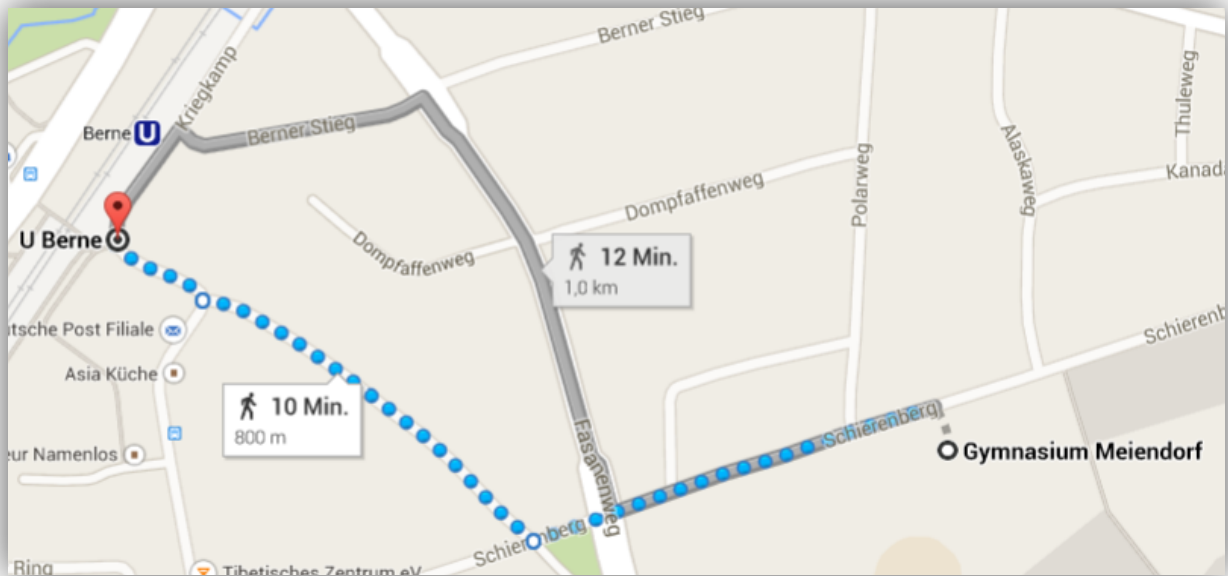 Berner Stieg
Kriegkamp
Thuleweg
Berne U
Berner Stieg
Alaskaweg
Polarweg
Kanad
Dompfaffenweg
U Berne
Dompfaffenweg
12 Min.
1,0 km
tsche Post Filiale
Schierenb
Asia Küche
10 Min.
800 m
Schierenberg
eur Namenlos
Fasanenweg
Gymnasium Meiendorf
Schierenberg
Ring
Tibetisches Zentrum eV